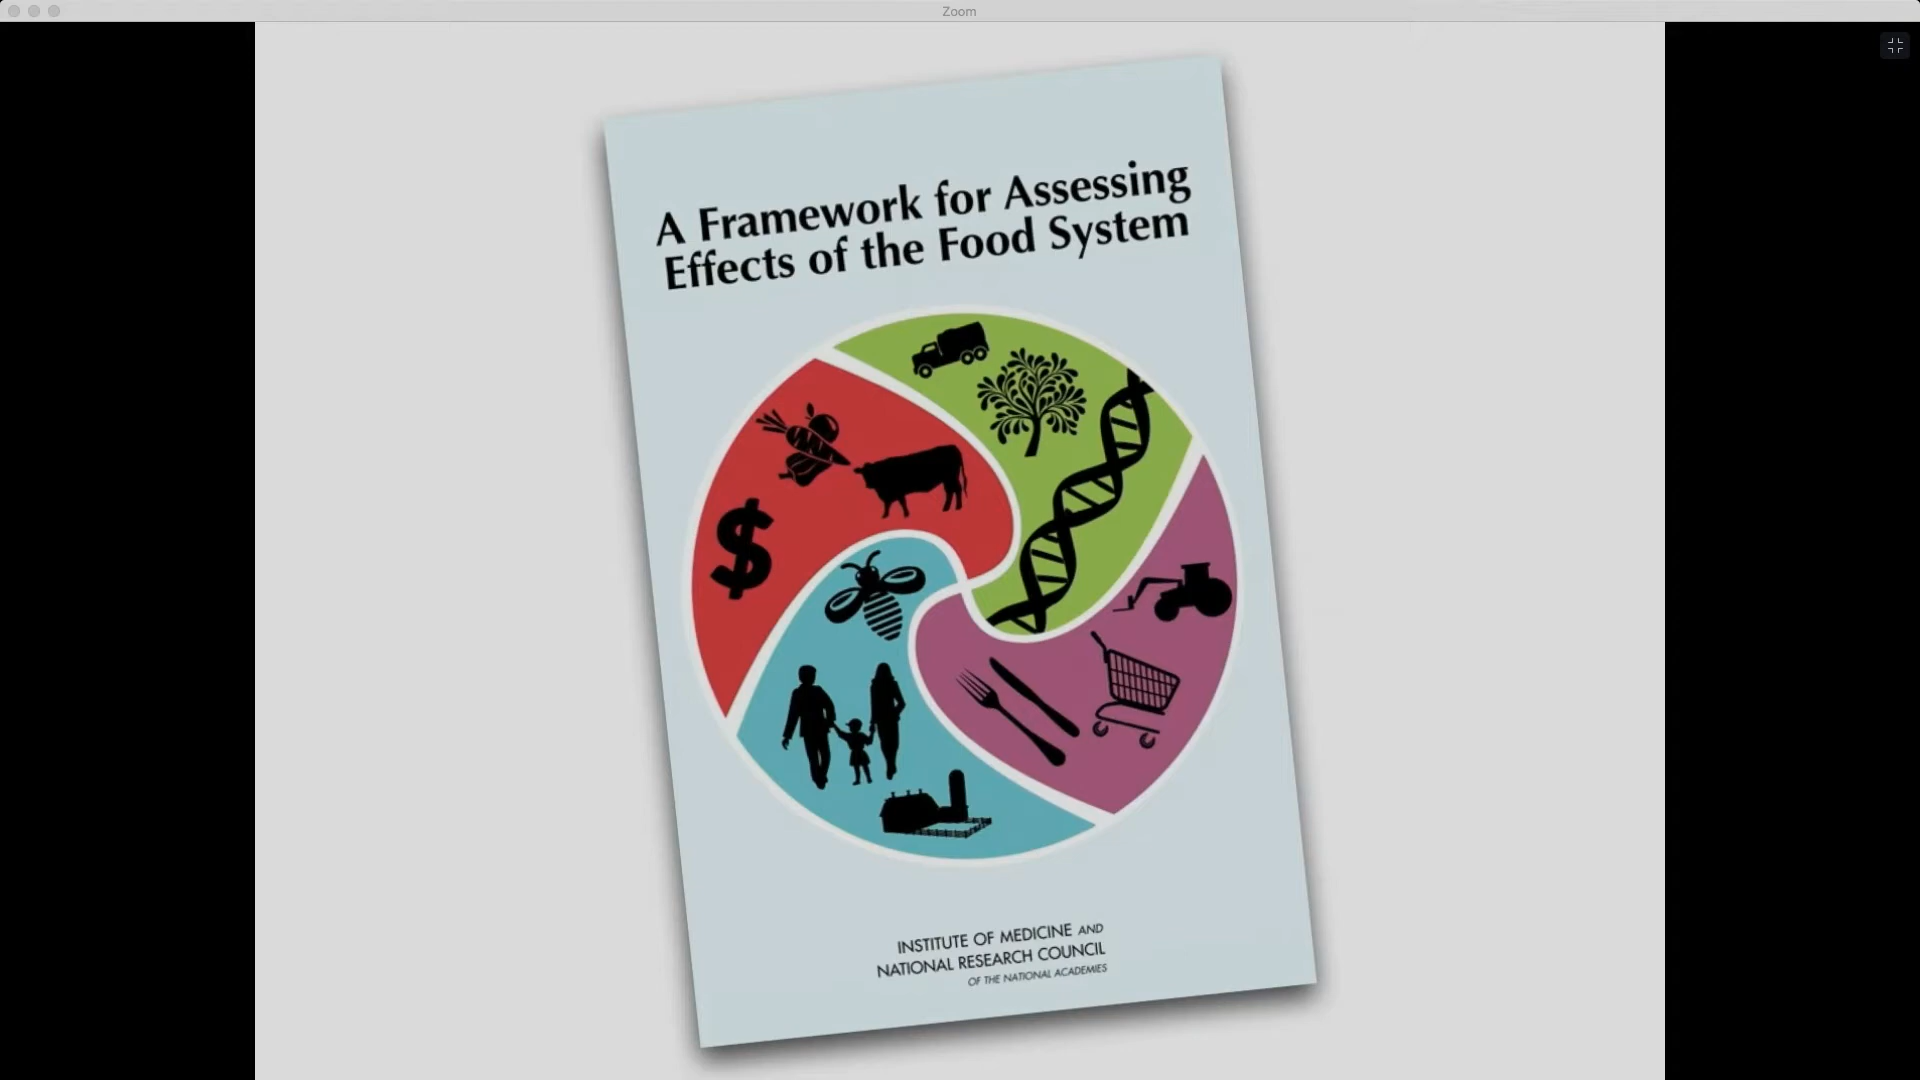 Zoom
A Framework for Assessing
Effects of the Food System
$
INSTITUTE OF MEDICINE AND
NATIONAL RESEARCH COUNCIL
OF THE NATIONAL ACADEMIES